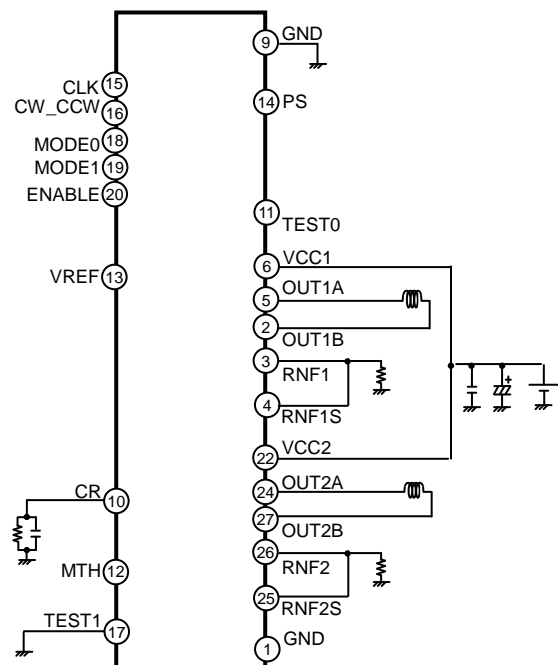 9 GND
15 CLK
14 PS
CW_CCW 16
MODE0 18
MODE1 19
ENABLE 20
11 TEST0
VREF 13
6 VCC1
5 OUT1A
2 OUT1B
3 RNF1
4 RNF1S
+
22 VCC2
24 OUT2A
CR 10
27 OUT2B
26 RNF2
MTH 12
25 RNF2S
TEST1 17
1 GND